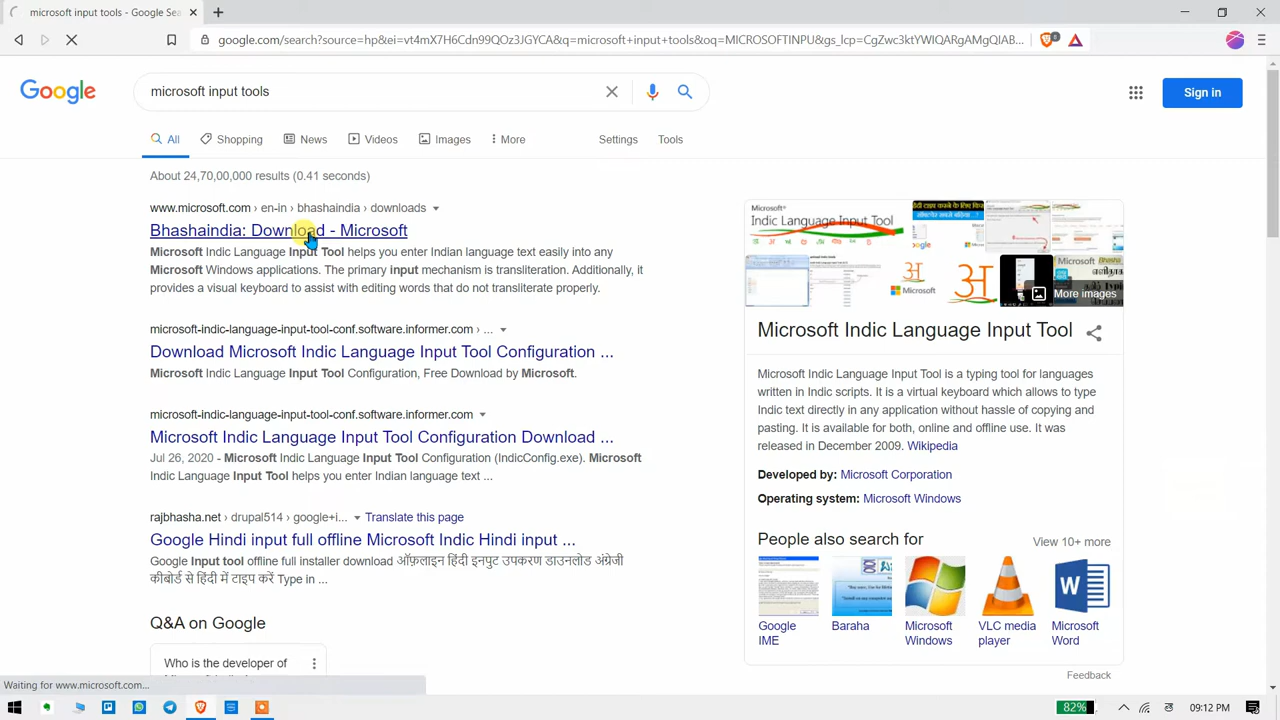 microsoft input tools - Google Se
google.com/search?source=hp&ei=vt4mX7H6Cdn99QOz3JGYCA&q=microsoft+input+tools&oq=MICROSOFTINPU&gs_lcp=CgZwc3ktYWIQARgAMgQIAB...
6
Google
microsoft input tools
Sign in
All
Shopping
News
Videos
Images
More
Settings
Tools
About 24,70,00,000 results (0.41 seconds)
www.microsoft.com › en-in › bhashaindia › downloads
Bhashaindia: Download - Microsoft
Microsoft Indic Language Input Tool you enter Indian language text easily into any
Microsoft Windows applications. The primary input mechanism is transliteration. Additionally, it
provides a visual keyboard to assist with editing words that do not transliterate properly.
microsoft-indic-language-input-tool-conf.software.informer.com › ...
Download Microsoft Indic Language Input Tool Configuration ...
Microsoft Indic Language Input Tool Configuration, Free Download by Microsoft.
microsoft-indic-language-input-tool-conf.software.informer.com
Microsoft Indic Language Input Tool Configuration Download ...
Jul 26, 2020 - Microsoft Indic Language Input Tool Configuration (IndicConfig.exe). Microsoft
Indic Language Input Tool helps you enter Indian language text ...
rajbhasha.net › drupal514 › google+i... Translate this page
Google Hindi input full offline Microsoft Indic Hindi input ...
Google Input tool offline full installer download ऑफ़लाइन हिंदी इनपुट उपकरण डाउनलोड अंग्रेजी
कीबोर्ड से हिंदी में टाइप करें Type in ...
Q&A on Google
Who is the developer of
Microsoft
Indic Language Input Tool
अ
Microsoft
More images
Microsoft Indic Language Input Tool
Microsoft Indic Language Input Tool is a typing tool for languages
written in Indic scripts. It is a virtual keyboard which allows to type
Indic text directly in any application without hassle of copying and
pasting. It is available for both, online and offline use. It was
released in December 2009. Wikipedia
Developed by: Microsoft Corporation
Operating system: Microsoft Windows
People also search for
View 10+ more
Google
IME
Baraha
Microsoft
Windows
VLC media
player
Microsoft
Word
Feedback
Waiting for www.microsoft.com...
82%
09:12 PM